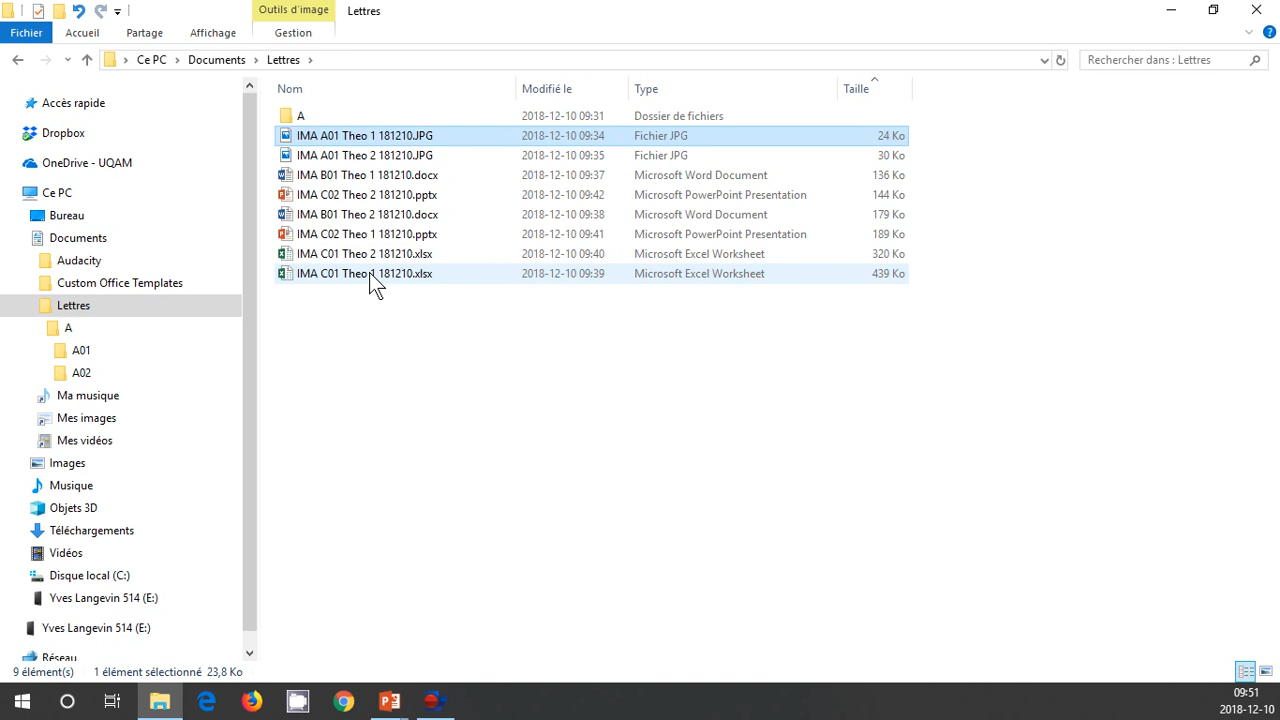 Outils d'image
Lettres
Fichier Accueil Partage Affichage Gestion
Ce PC Documents Lettres
Rechercher dans : Lettres
Nom Modifié le Type Taille
A 2018-12-10 09:31 Dossier de fichiers
IMA A01 Theo 1 181210.JPG 2018-12-10 09:34 Fichier JPG 24 Ko
IMA A01 Theo 2 181210.JPG 2018-12-10 09:35 Fichier JPG 30 Ko
IMA B01 Theo 1 181210.docx 2018-12-10 09:37 Microsoft Word Document 136 Ko
IMA C02 Theo 2 181210.pptx 2018-12-10 09:42 Microsoft PowerPoint Presentation 144 Ko
IMA B01 Theo 2 181210.docx 2018-12-10 09:38 Microsoft Word Document 179 Ko
IMA C02 Theo 1 181210.pptx 2018-12-10 09:41 Microsoft PowerPoint Presentation 189 Ko
IMA C01 Theo 2 181210.xlsx 2018-12-10 09:40 Microsoft Excel Worksheet 320 Ko
IMA C01 Theo 1 181210.xlsx 2018-12-10 09:39 Microsoft Excel Worksheet 439 Ko
Accès rapide
Dropbox
OneDrive - UQAM
Ce PC
Bureau
Documents
Audacity
Custom Office Templates
Lettres
A
A01
A02
Ma musique
Mes images
Mes vidéos
Images
Musique
Objets 3D
Téléchargements
Vidéos
Disque local (C:)
Yves Langevin 514 (E:)
Yves Langevin 514 (E:)
Réseau
9 élément(s) 1 élément sélectionné 23,8 Ko
09:51
2018-12-10